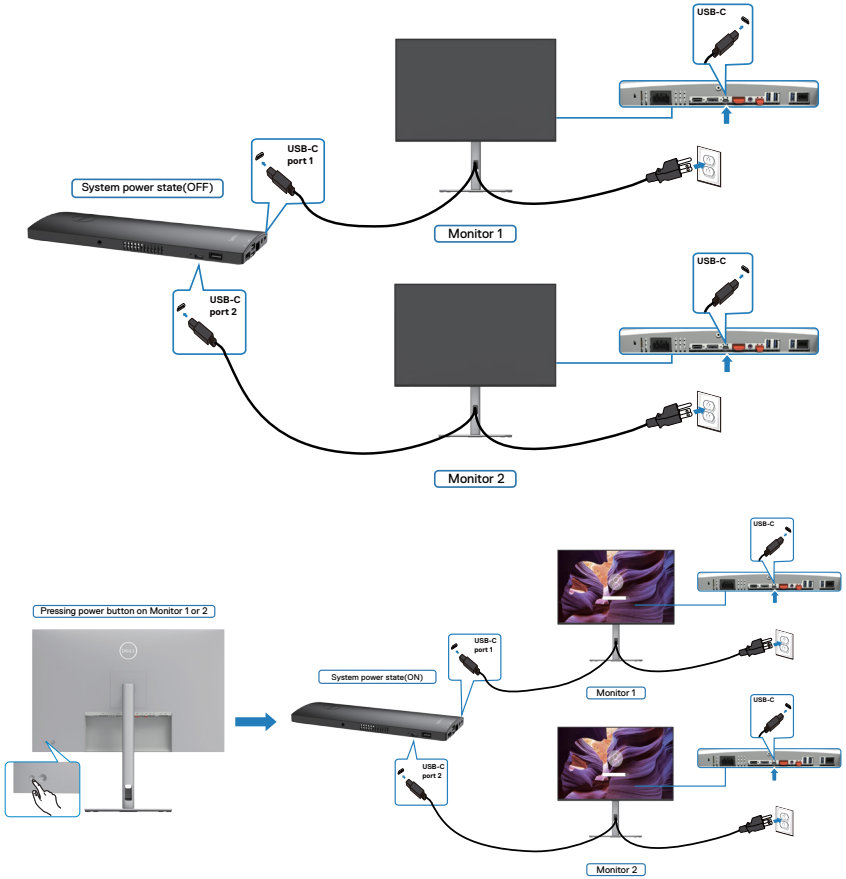 USB-C
USB-C
port 1
System power state(OFF)
Monitor 1
USB-C
USB-C
port 2
Monitor 2
USB-C
Pressing power button on Monitor 1 or 2
DELL
USB-C
port 1
System power state(ON)
Monitor 1
USB-C
USB-C
port 2
Monitor 2